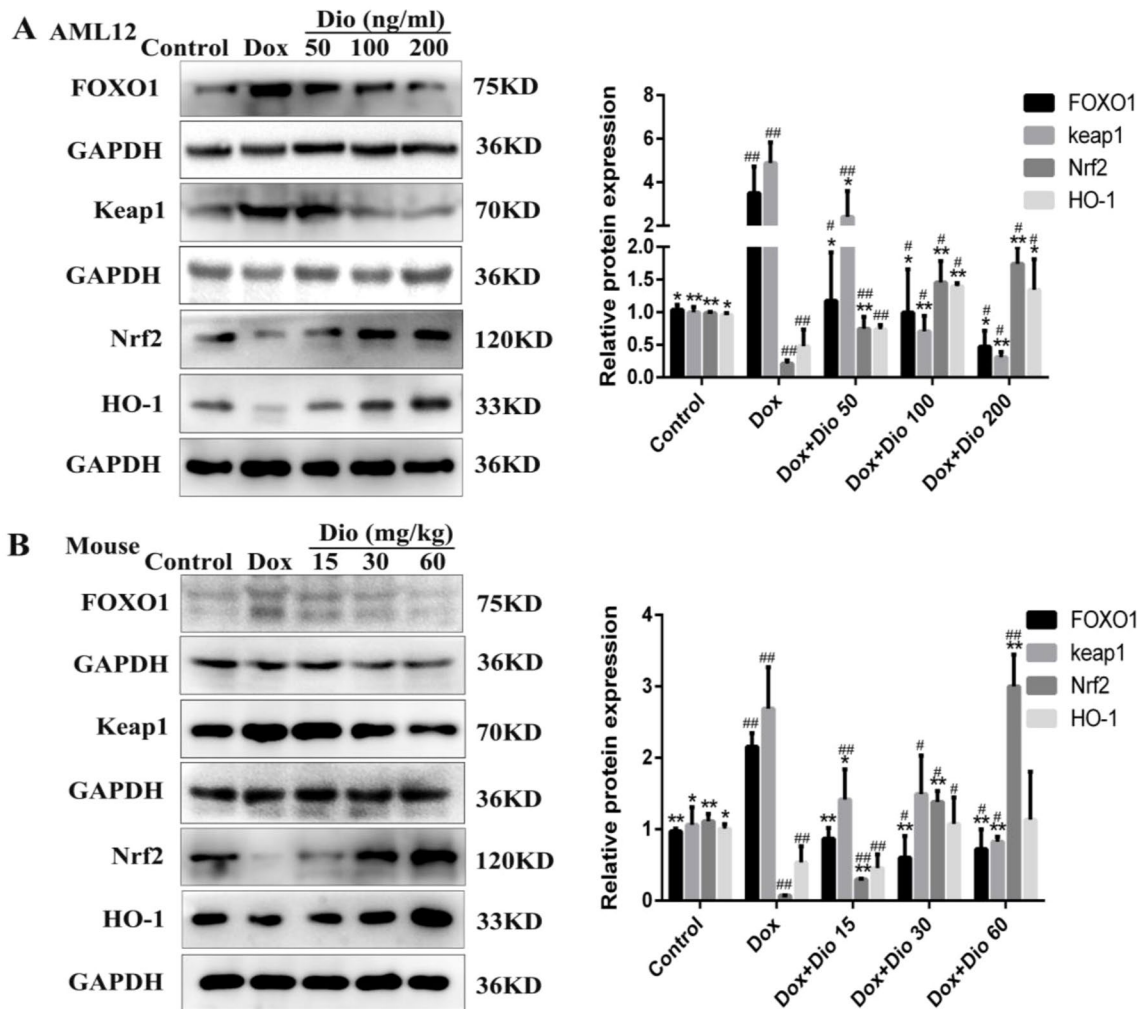 A AML12
Dio (ng/ml)
Control Dox 50 100 200
FOXO1 75KD
GAPDH 36KD
Keap1 70KD
GAPDH 36KD
Nrf2 120KD
HO-1 33KD
GAPDH 36KD
Relative protein expression
8
6
4
2
2.0
1.5
1.0
0.5
0.0
* ** ** *
## ## ## ##
# * ## * ## ** ##
# * # ** # ** # **
# * # ** # ** # *
Control
Dox
Dox+Dio 50
Dox+Dio 100
Dox+Dio 200
FOXO1
keap1
Nrf2
HO-1
B Mouse
Dio (mg/kg)
Control Dox 15 30 60
FOXO1 75KD
GAPDH 36KD
Keap1 70KD
GAPDH 36KD
Nrf2 120KD
HO-1 33KD
GAPDH 36KD
Relative protein expression
4
3
2
1
0
** * ** *
## ## ## ##
** ## * ## ** ##
# ** # # ** #
# ** # ** ## **
Control
Dox
Dox+Dio 15
Dox+Dio 30
Dox+Dio 60
FOXO1
keap1
Nrf2
HO-1